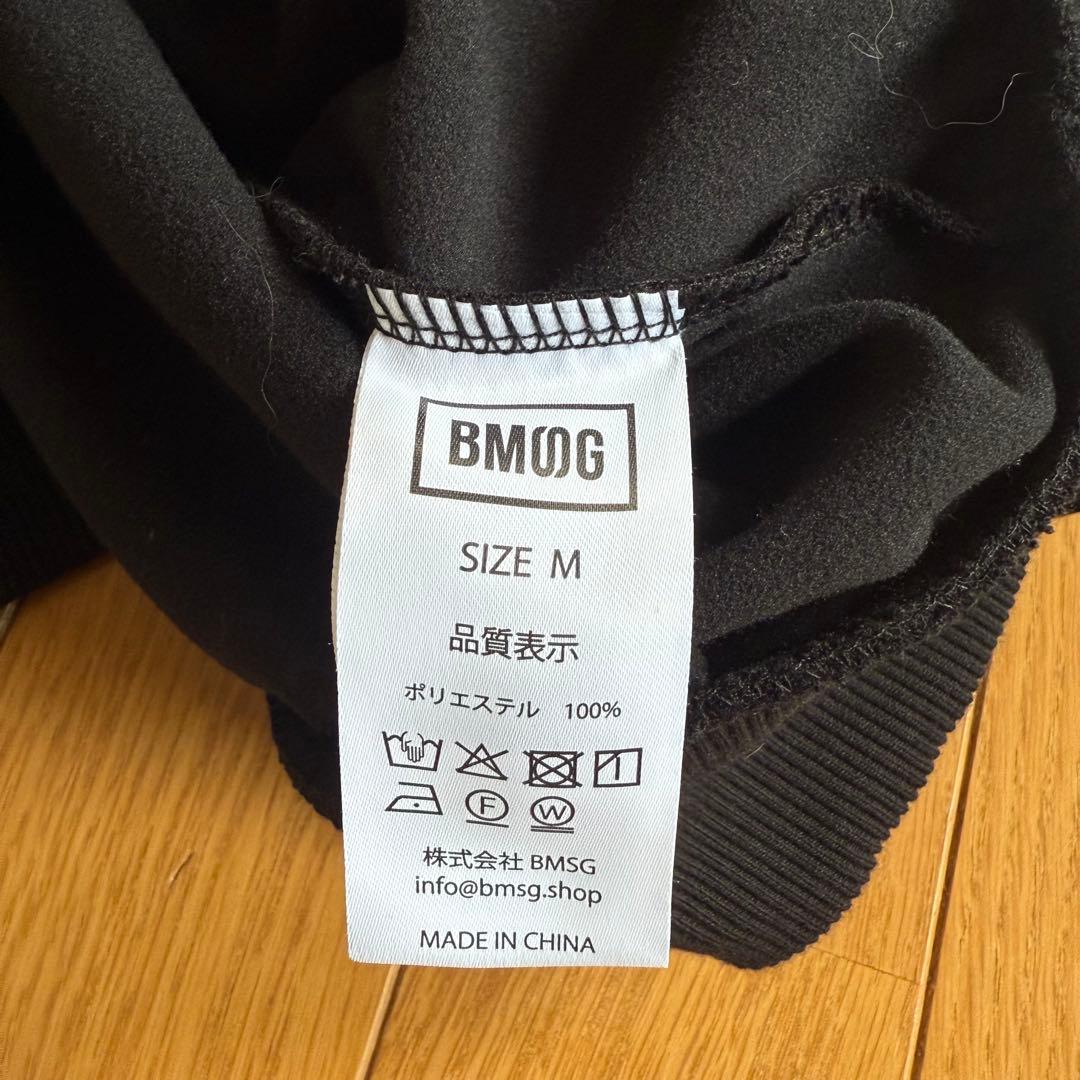 BMSG
SIZE M
品質表示
ポリエステル 100%
F W
株式会社 BMSG
info@bmsg.shop
MADE IN CHINA